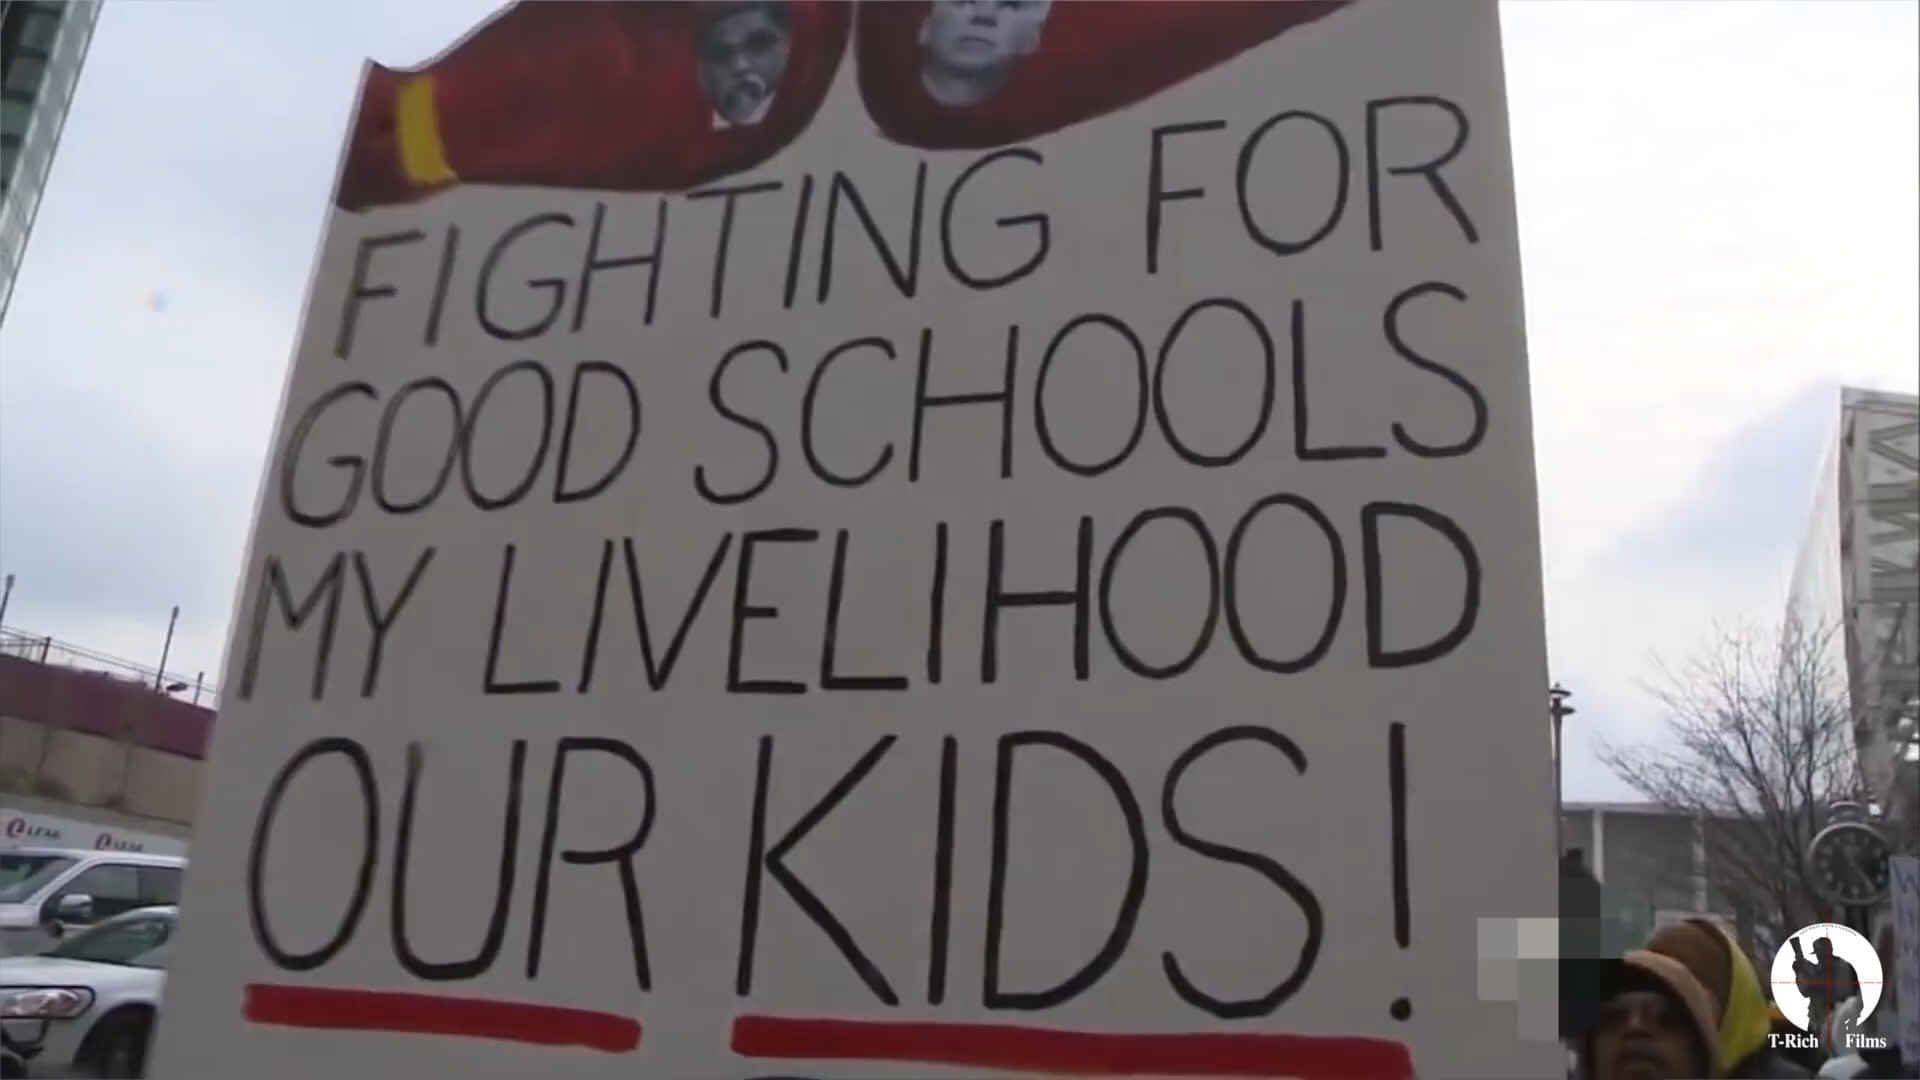 FIGHTING FOR
GOOD SCHOOLS
MY LIVELIHOOD
OUR KIDS!
T-Rich Films